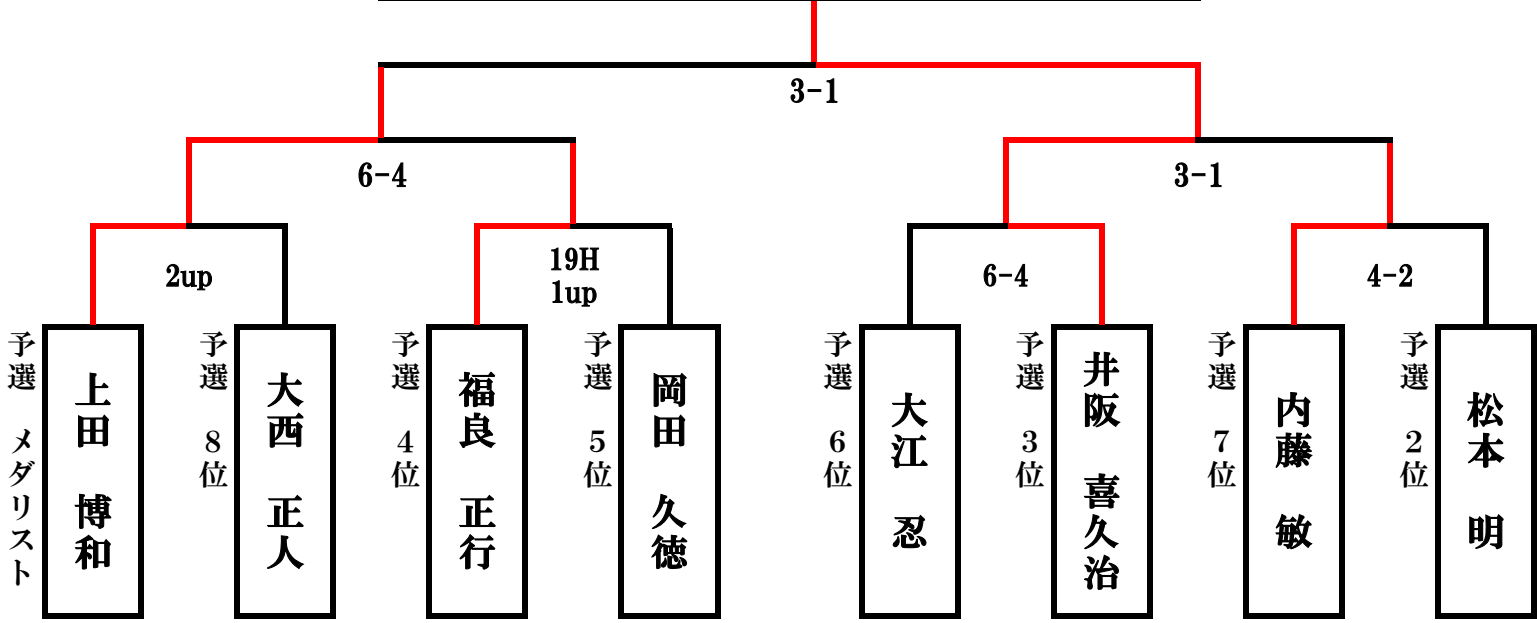 3-1
6-4
3-1
2up
19H
1up
6-4
4-2
予選 メダリスト
上田 博和
予選 8位
大西 正人
予選 4位
福良 正行
予選 5位
岡田 久徳
予選 6位
大江 忍
予選 3位
井阪 喜久治
予選 7位
内藤 敏
予選 2位
松本 明